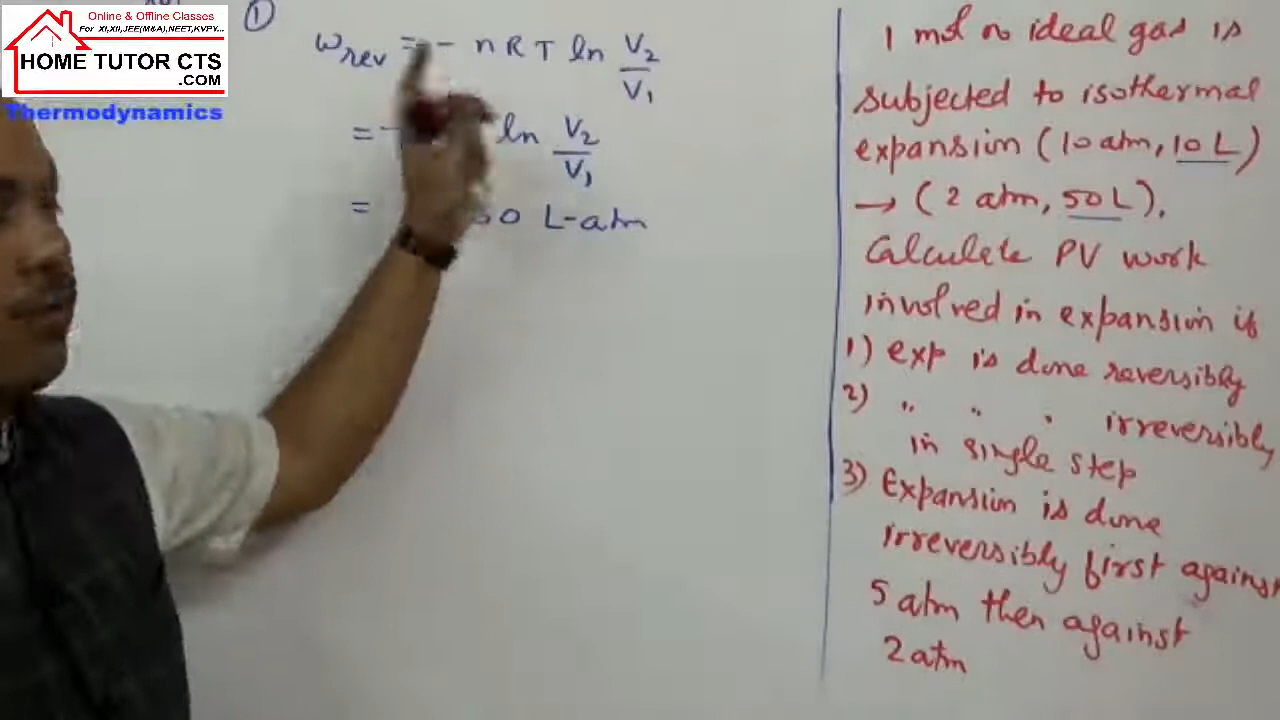 Online & Offline Classes
For XI,XII,JEE(M&A),NEET,KVPY...
HOME TUTOR CTS
.COM
Thermodynamics
①
Wrev = - n R T ln V2/V1
= - ln V2/V1
= 0 L-atm
1 mol ideal gas is
subjected to isothermal
expansion (10 atm, 10 L)
→ (2 atm, 50 L).
Calculate PV work
involved in expansion if
1) exp is done reversibly
2) " " " irreversibly
in single step
3) Expansion is done
irreversibly first against
5 atm then against
2 atm